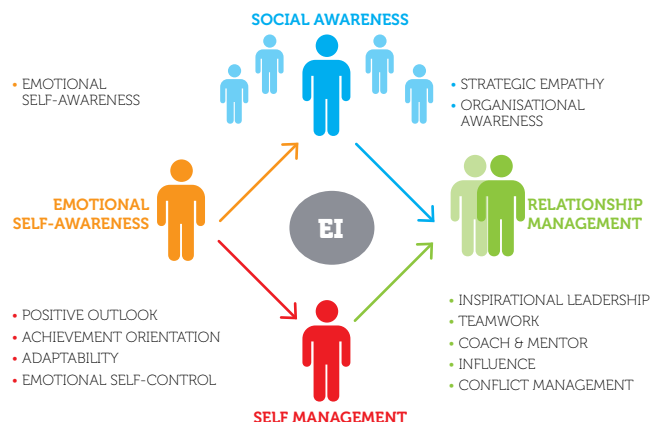 SOCIAL AWARENESS
• EMOTIONAL
SELF-AWARENESS
• STRATEGIC EMPATHY
• ORGANISATIONAL
AWARENESS
EMOTIONAL
SELF-AWARENESS
EI
RELATIONSHIP
MANAGEMENT
• POSITIVE OUTLOOK
• ACHIEVEMENT ORIENTATION
• ADAPTABILITY
• EMOTIONAL SELF-CONTROL
• INSPIRATIONAL LEADERSHIP
• TEAMWORK
• COACH & MENTOR
• INFLUENCE
• CONFLICT MANAGEMENT
SELF MANAGEMENT